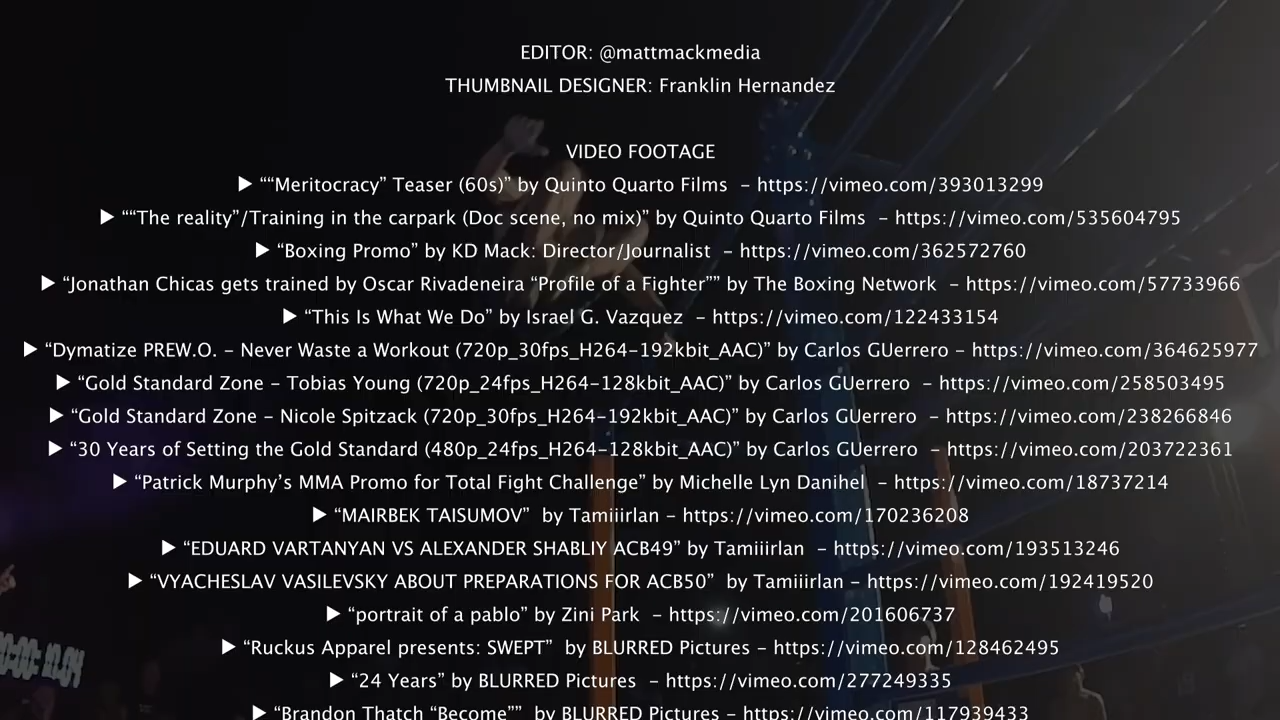 EDITOR: @mattmackmedia
THUMBNAIL DESIGNER: Franklin Hernandez
VIDEO FOOTAGE
▶ ““Meritocracy” Teaser (60s)” by Quinto Quarto Films – https://vimeo.com/393013299
▶ ““The reality”/Training in the carpark (Doc scene, no mix)” by Quinto Quarto Films – https://vimeo.com/535604795
▶ “Boxing Promo” by KD Mack: Director/Journalist – https://vimeo.com/362572760
▶ “Jonathan Chicas gets trained by Oscar Rivadeneira “Profile of a Fighter”” by The Boxing Network – https://vimeo.com/57733966
▶ “This Is What We Do” by Israel G. Vazquez – https://vimeo.com/122433154
▶ “Dymatize PREW.O. – Never Waste a Workout (720p_30fps_H264-192kbit_AAC)” by Carlos GUerrero – https://vimeo.com/364625977
▶ “Gold Standard Zone – Tobias Young (720p_24fps_H264-128kbit_AAC)” by Carlos GUerrero – https://vimeo.com/258503495
▶ “Gold Standard Zone – Nicole Spitzack (720p_30fps_H264-192kbit_AAC)” by Carlos GUerrero – https://vimeo.com/238266846
▶ “30 Years of Setting the Gold Standard (480p_24fps_H264-128kbit_AAC)” by Carlos GUerrero – https://vimeo.com/203722361
▶ “Patrick Murphy’s MMA Promo for Total Fight Challenge” by Michelle Lyn Danihel – https://vimeo.com/18737214
▶ “MAIRBEK TAISUMOV” by Tamiiirlan – https://vimeo.com/170236208
▶ “EDUARD VARTANYAN VS ALEXANDER SHABLIY ACB49” by Tamiiirlan – https://vimeo.com/193513246
▶ “VYACHESLAV VASILEVSKY ABOUT PREPARATIONS FOR ACB50” by Tamiiirlan – https://vimeo.com/192419520
▶ “portrait of a pablo” by Zini Park – https://vimeo.com/201606737
▶ “Ruckus Apparel presents: SWEPT” by BLURRED Pictures – https://vimeo.com/128462495
▶ “24 Years” by BLURRED Pictures – https://vimeo.com/277249335
▶ “Brandon Thatch “Become”” by BLURRED Pictures – https://vimeo.com/117939433